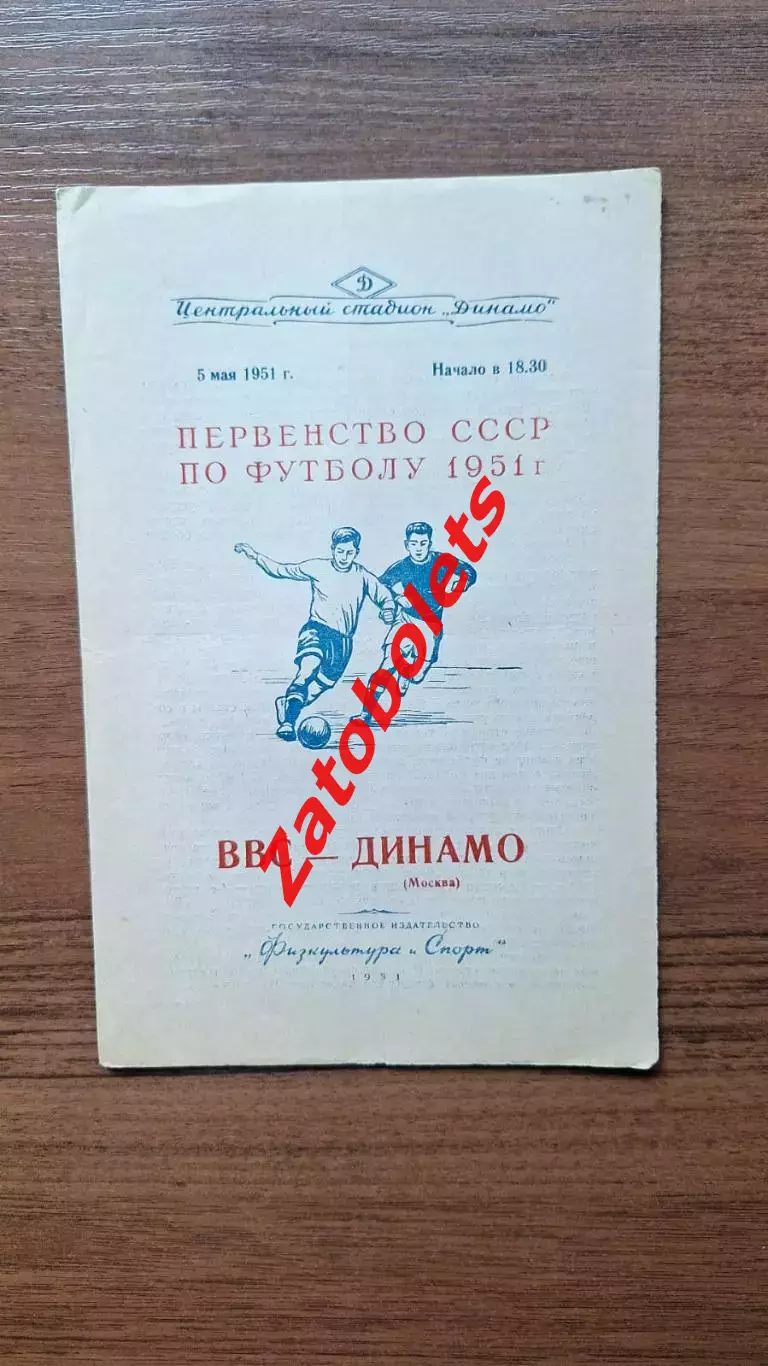 Д
Центральный стадион „Динамо"
5 мая 1951 г. Начало в 18.30
ПЕРВЕНСТВО СССР
ПО ФУТБОЛУ 1951 г
Zatobolets
ВВС — ДИНАМО
(Москва)
ГОСУДАРСТВЕННОЕ ИЗДАТЕЛЬСТВО
„Физкультура и Спорт"
1951